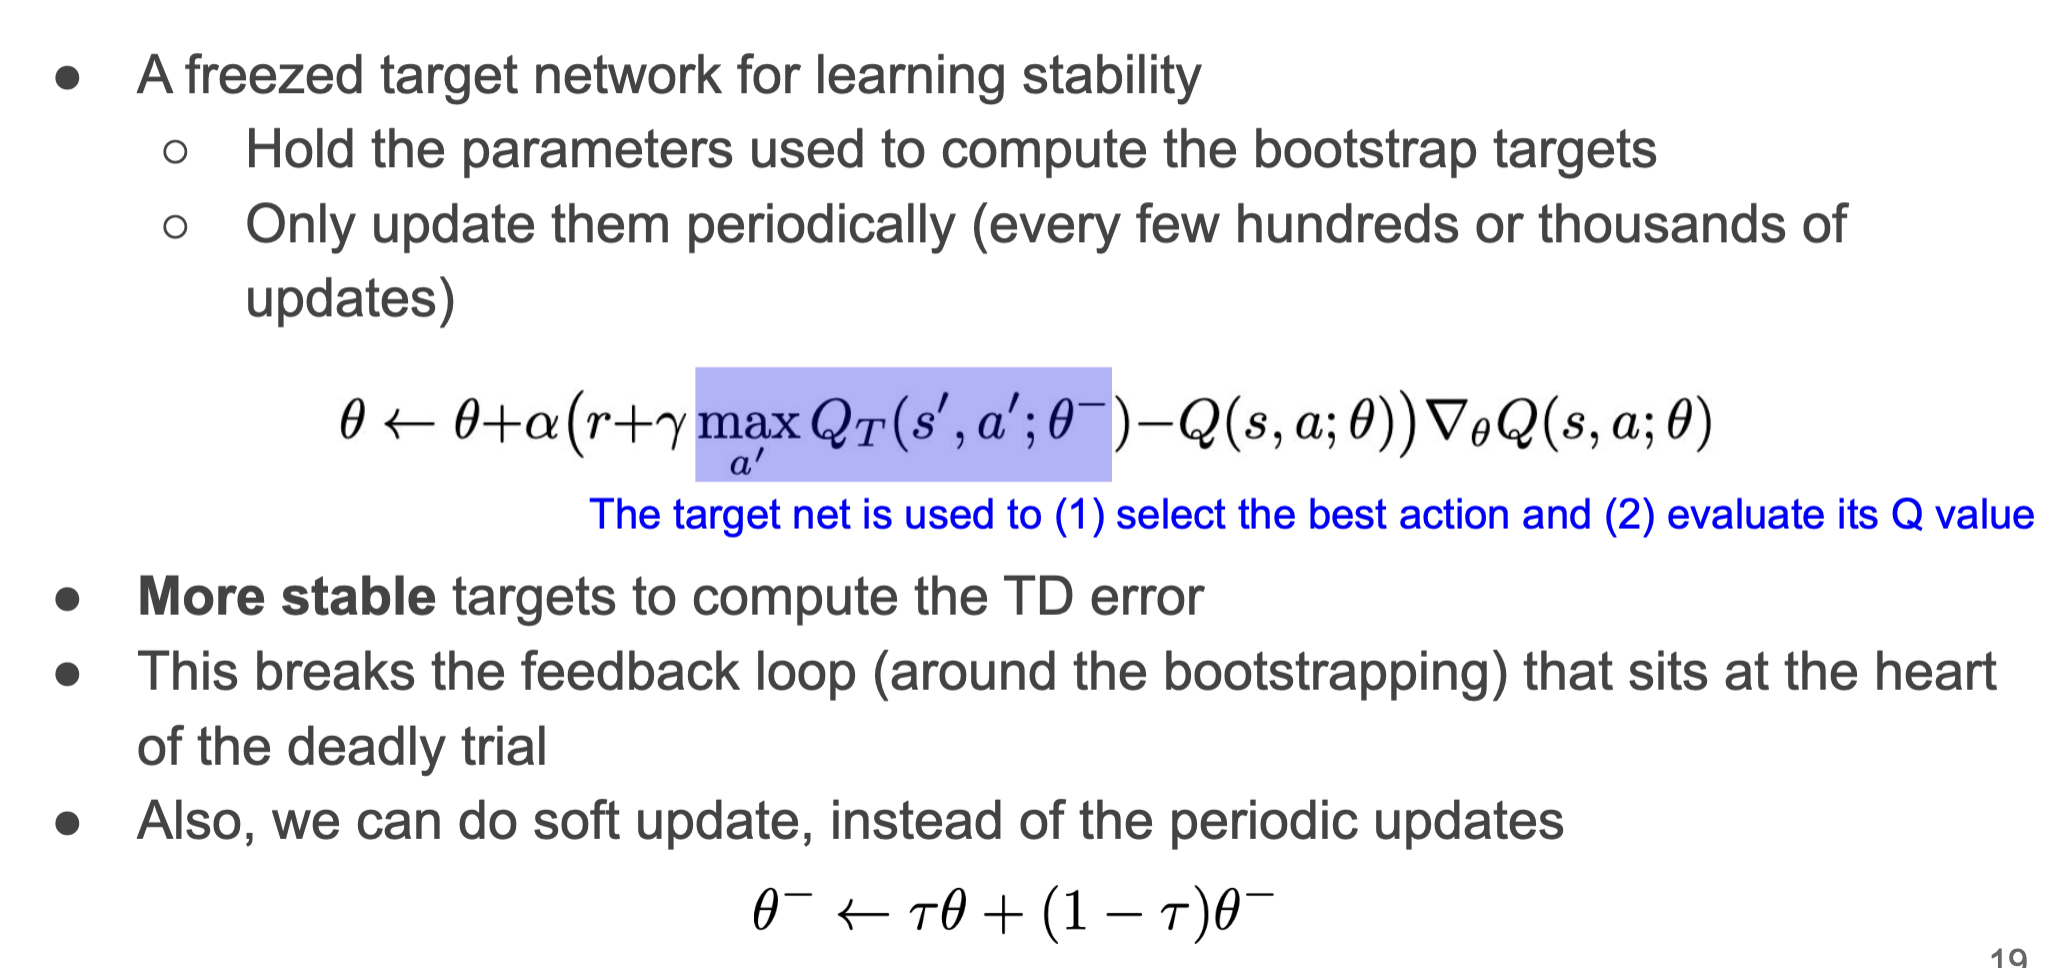 ● A freezed target network for learning stability
○ Hold the parameters used to compute the bootstrap targets
○ Only update them periodically (every few hundreds or thousands of
updates)
θ ← θ+α(r+γ max_{a′} Q_T(s′, a′; θ⁻)−Q(s, a; θ))∇_θQ(s, a; θ)
The target net is used to (1) select the best action and (2) evaluate its Q value
● More stable targets to compute the TD error
● This breaks the feedback loop (around the bootstrapping) that sits at the heart
of the deadly trial
● Also, we can do soft update, instead of the periodic updates
θ⁻ ← τθ + (1 − τ)θ⁻
19